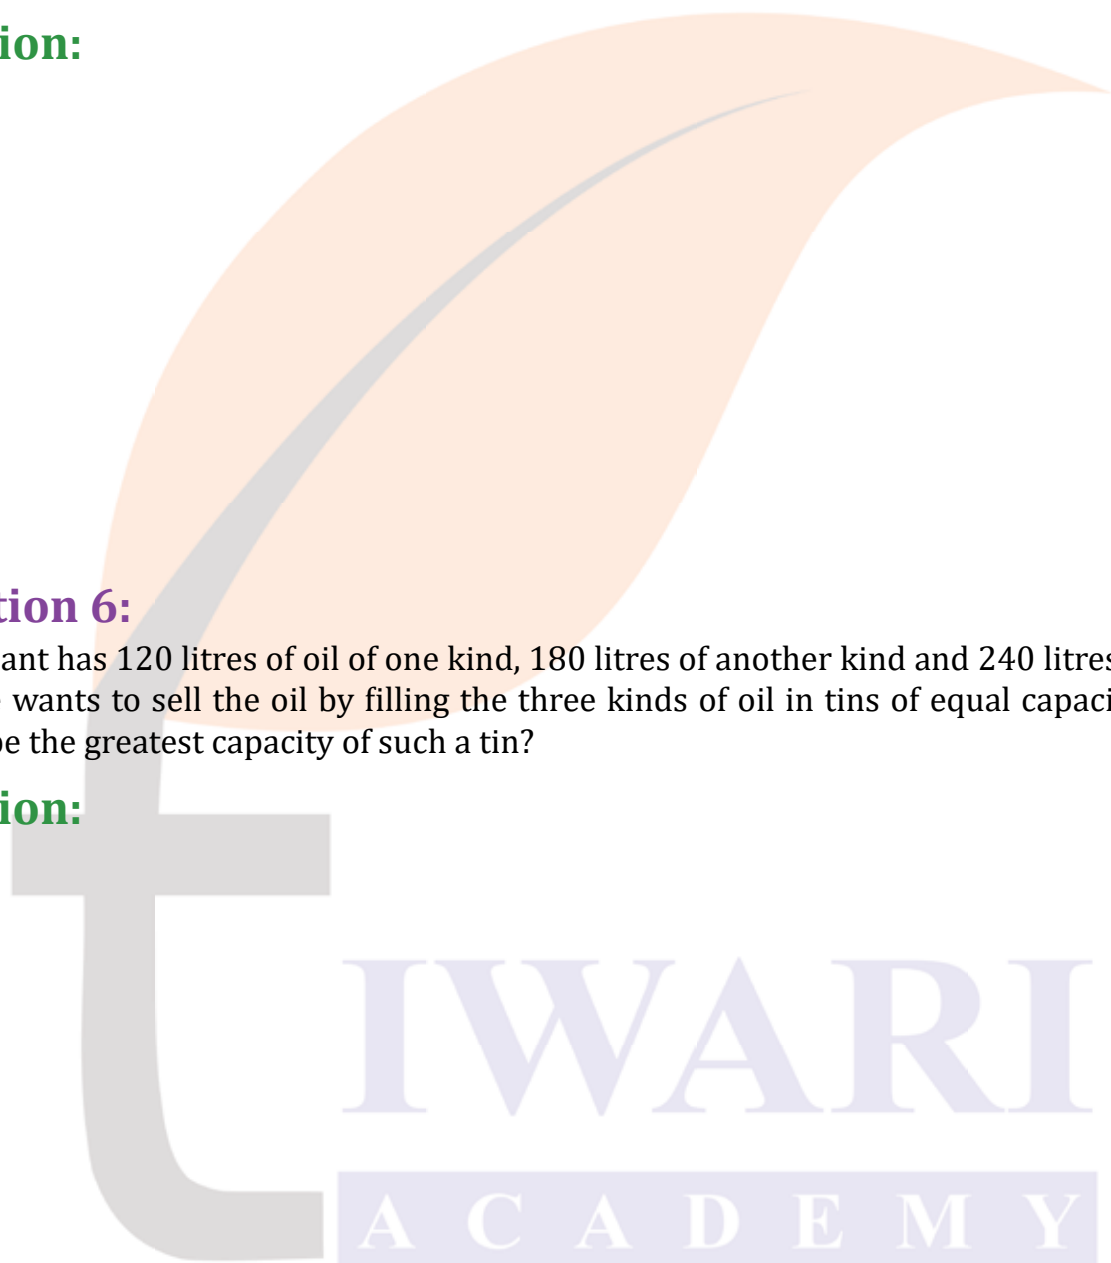 ion:
tion 6:
ant has 120 litres of oil of one kind, 180 litres of another kind and 240 litres
wants to sell the oil by filling the three kinds of oil in tins of equal capaci
be the greatest capacity of such a tin?
ion:
IWARI
ACADEMY